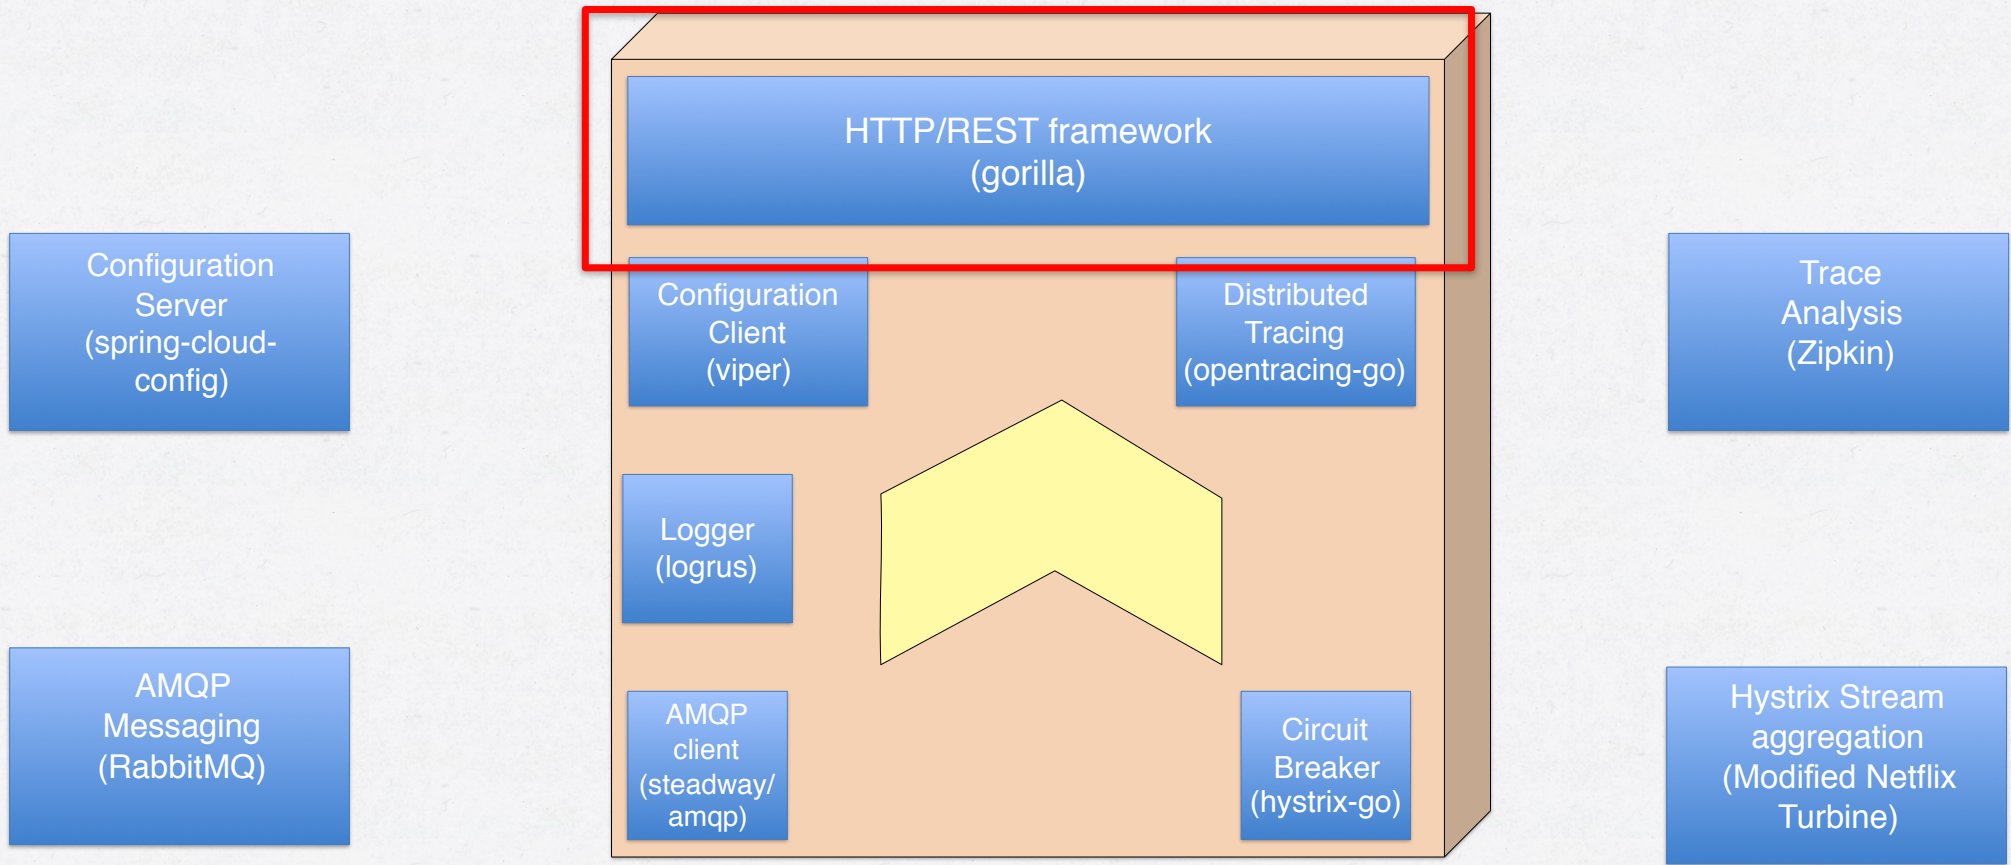 HTTP/REST framework
(gorilla)
Configuration
Server
(spring-cloud-
config)
Configuration
Client
(viper)
Distributed
Tracing
(opentracing-go)
Trace
Analysis
(Zipkin)
Logger
(logrus)
AMQP
Messaging
(RabbitMQ)
AMQP
client
(steadway/
amqp)
Circuit
Breaker
(hystrix-go)
Hystrix Stream
aggregation
(Modified Netflix
Turbine)